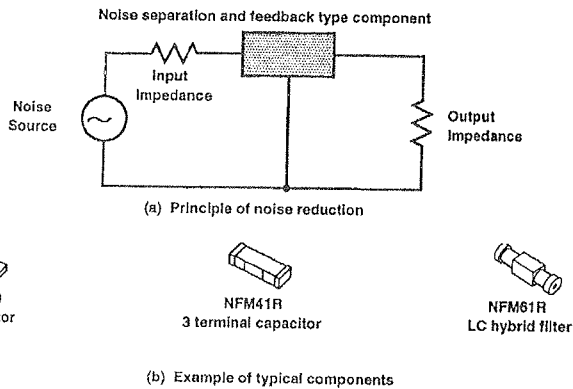 Noise separation and feedback type component
Input
Impedance
Noise
Source
Output
Impedance
(a) Principle of noise reduction
NFM41R
3 terminal capacitor
NFM61R
LC hybrid filter
(b) Example of typical components